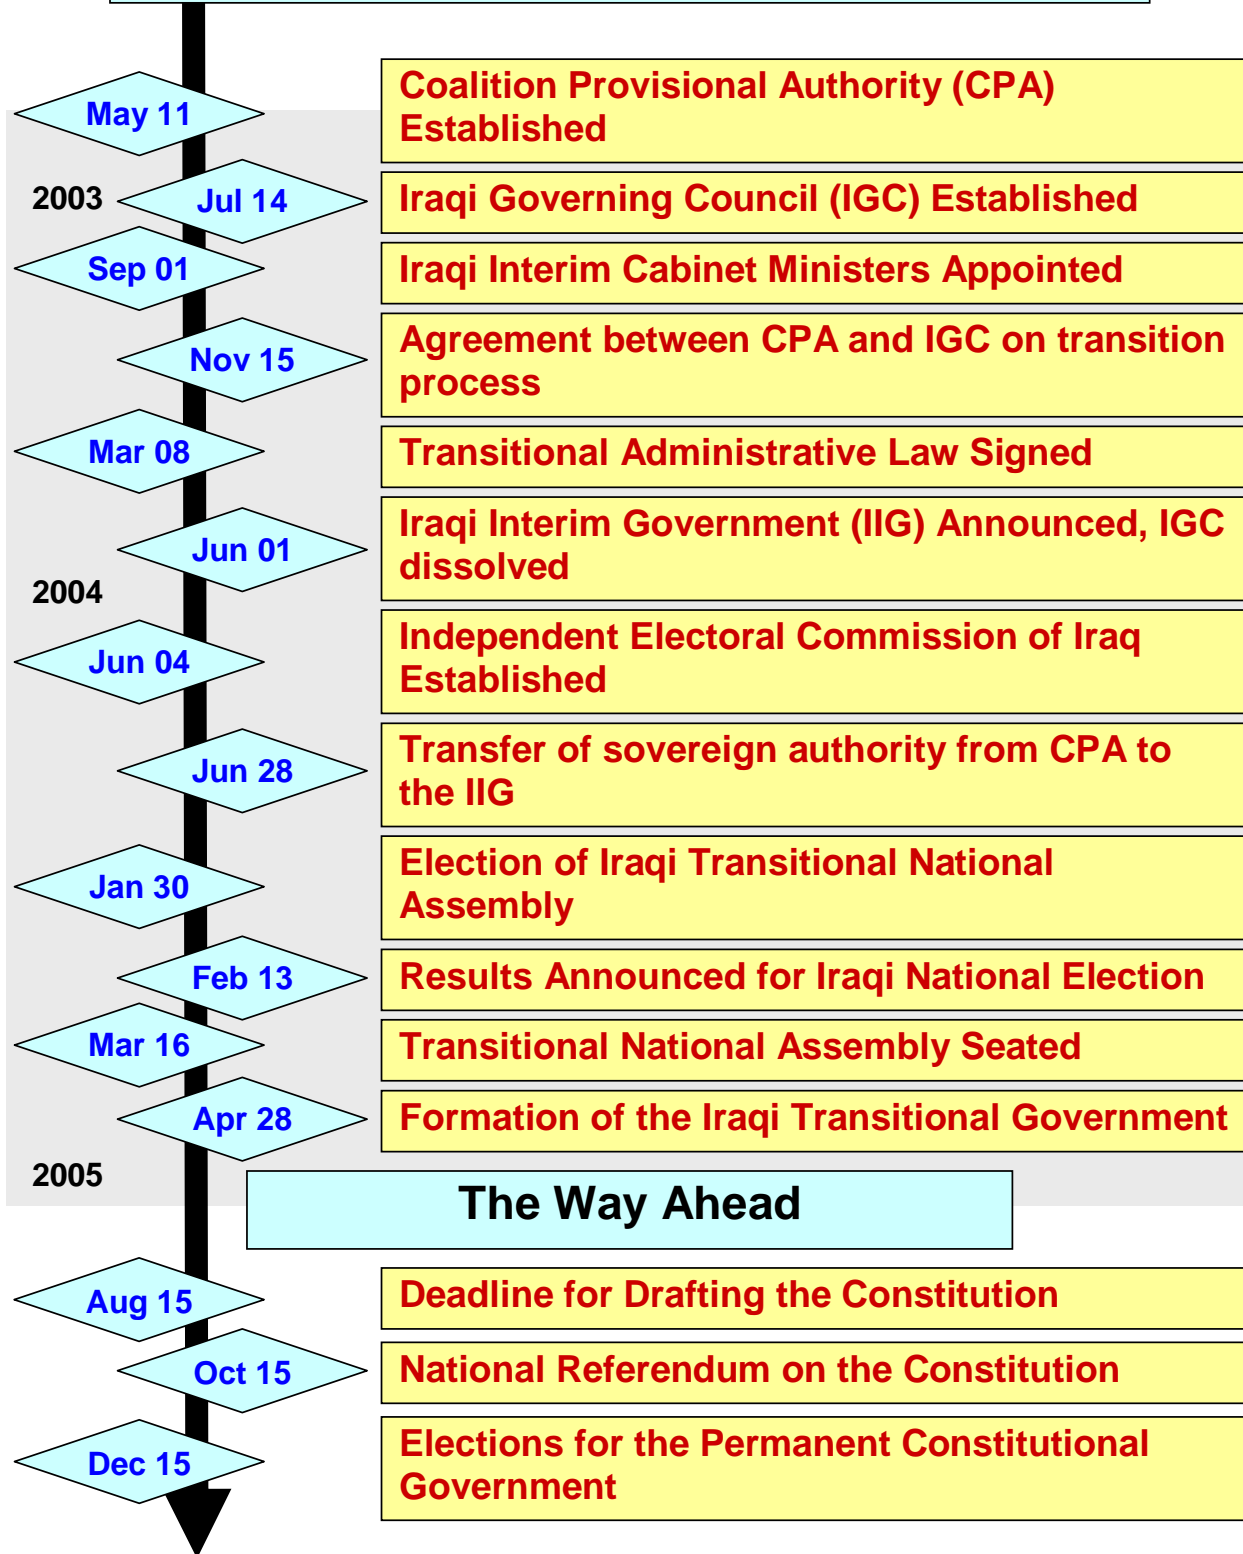 May 11
Coalition Provisional Authority (CPA)
Established
2003
Jul 14
Iraqi Governing Council (IGC) Established
Sep 01
Iraqi Interim Cabinet Ministers Appointed
Nov 15
Agreement between CPA and IGC on transition
process
Mar 08
Transitional Administrative Law Signed
Jun 01
Iraqi Interim Government (IIG) Announced, IGC
dissolved
2004
Jun 04
Independent Electoral Commission of Iraq
Established
Jun 28
Transfer of sovereign authority from CPA to
the IIG
Jan 30
Election of Iraqi Transitional National
Assembly
Feb 13
Results Announced for Iraqi National Election
Mar 16
Transitional National Assembly Seated
Apr 28
Formation of the Iraqi Transitional Government
2005
The Way Ahead
Aug 15
Deadline for Drafting the Constitution
Oct 15
National Referendum on the Constitution
Dec 15
Elections for the Permanent Constitutional
Government